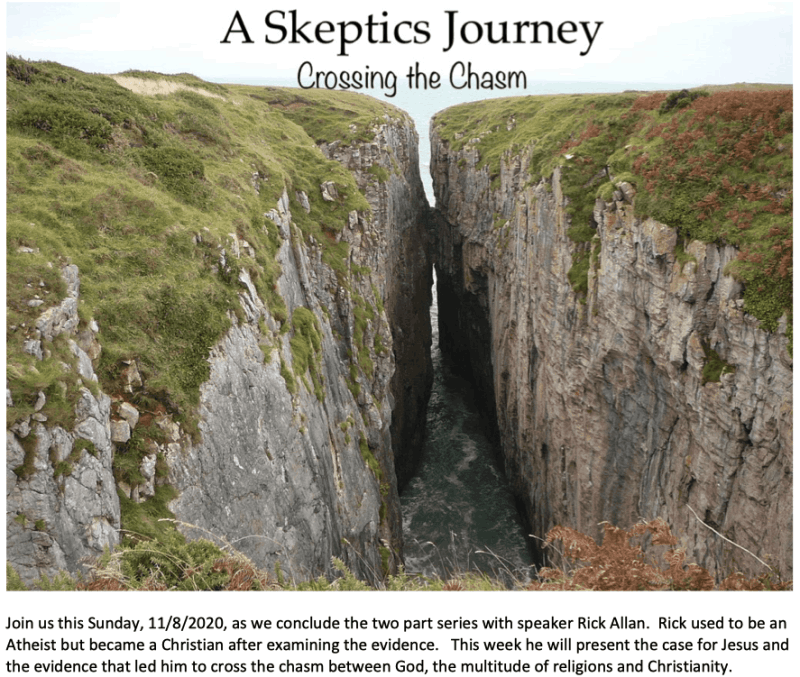 A Skeptics Journey
Crossing the Chasm
Join us this Sunday, 11/8/2020, as we conclude the two part series with speaker Rick Allan.  Rick used to be an
Atheist but became a Christian after examining the evidence.   This week he will present the case for Jesus and
the evidence that led him to cross the chasm between God, the multitude of religions and Christianity.